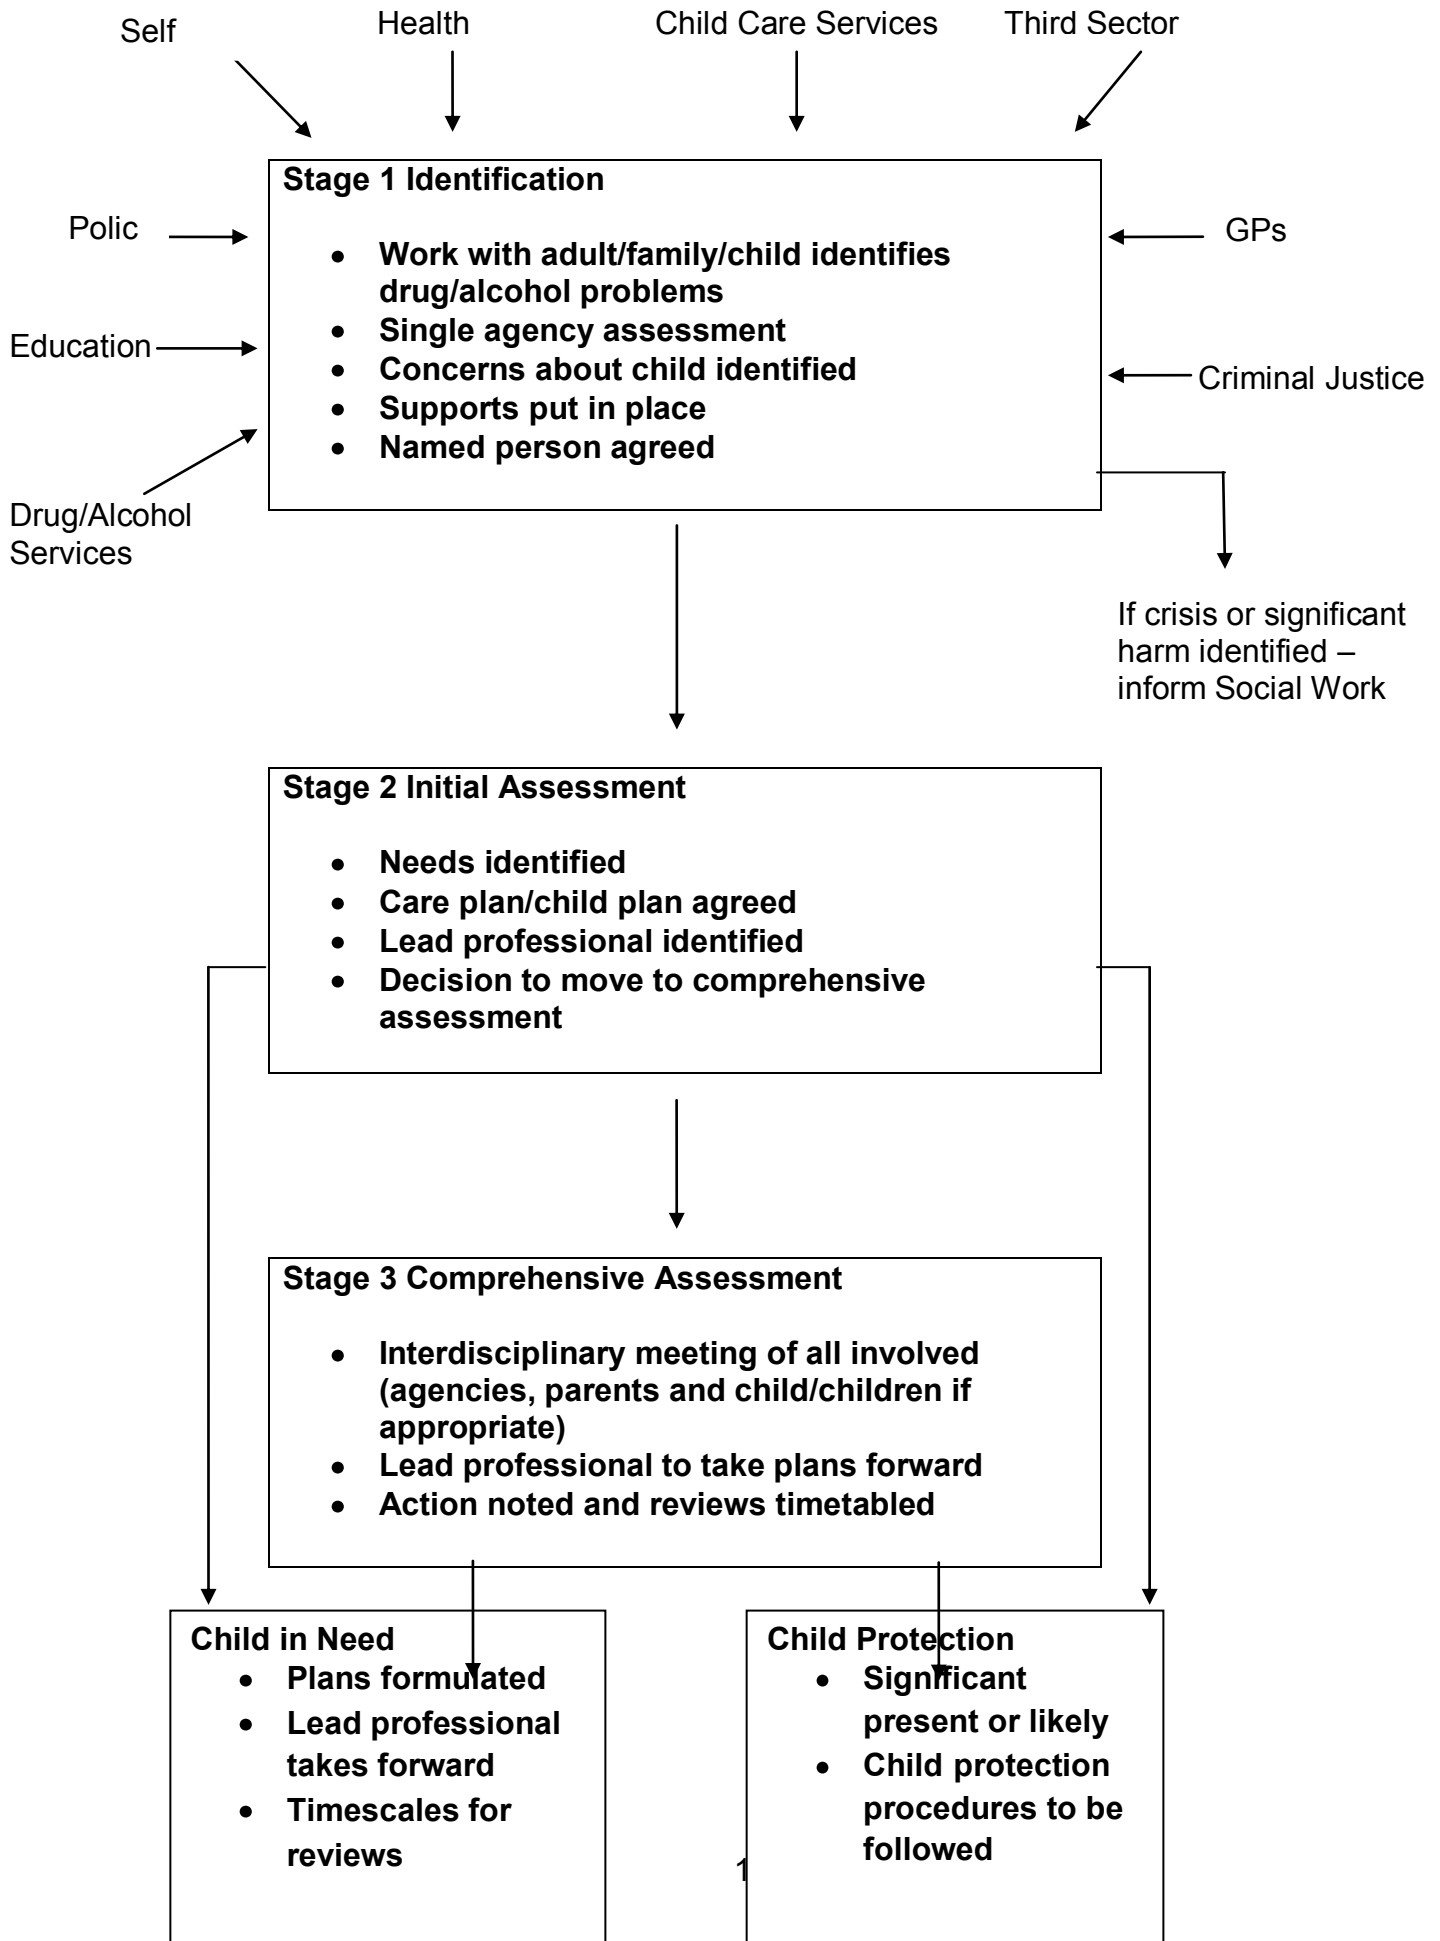 Self
Health
Child Care Services
Third Sector
Stage 1 Identification
• Work with adult/family/child identifies
drug/alcohol problems
• Single agency assessment
• Concerns about child identified
• Supports put in place
• Named person agreed
Polic
Education
Drug/Alcohol
Services
GPs
Criminal Justice
If crisis or significant
harm identified –
inform Social Work
Stage 2 Initial Assessment
• Needs identified
• Care plan/child plan agreed
• Lead professional identified
• Decision to move to comprehensive
assessment
Stage 3 Comprehensive Assessment
• Interdisciplinary meeting of all involved
(agencies, parents and child/children if
appropriate)
• Lead professional to take plans forward
• Action noted and reviews timetabled
Child in Need
• Plans formulated
• Lead professional
takes forward
• Timescales for
reviews
Child Protection
• Significant
present or likely
• Child protection
procedures to be
followed
1